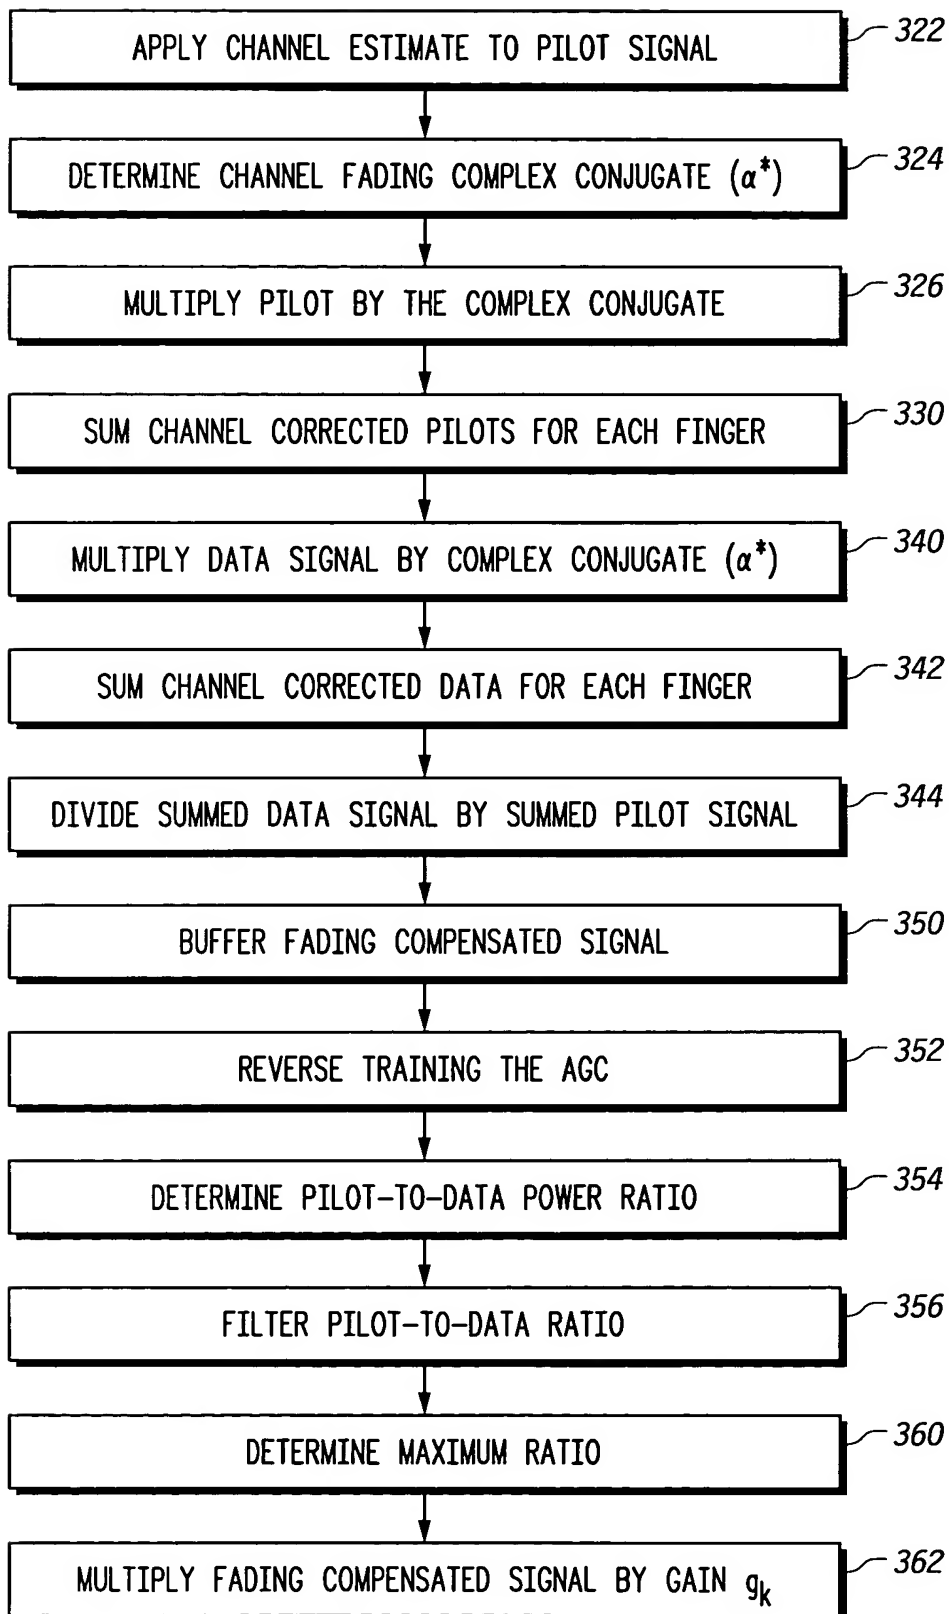 APPLY CHANNEL ESTIMATE TO PILOT SIGNAL 322
DETERMINE CHANNEL FADING COMPLEX CONJUGATE (α*) 324
MULTIPLY PILOT BY THE COMPLEX CONJUGATE 326
SUM CHANNEL CORRECTED PILOTS FOR EACH FINGER 330
MULTIPLY DATA SIGNAL BY COMPLEX CONJUGATE (α*) 340
SUM CHANNEL CORRECTED DATA FOR EACH FINGER 342
DIVIDE SUMMED DATA SIGNAL BY SUMMED PILOT SIGNAL 344
BUFFER FADING COMPENSATED SIGNAL 350
REVERSE TRAINING THE AGC 352
DETERMINE PILOT-TO-DATA POWER RATIO 354
FILTER PILOT-TO-DATA RATIO 356
DETERMINE MAXIMUM RATIO 360
MULTIPLY FADING COMPENSATED SIGNAL BY GAIN gk 362